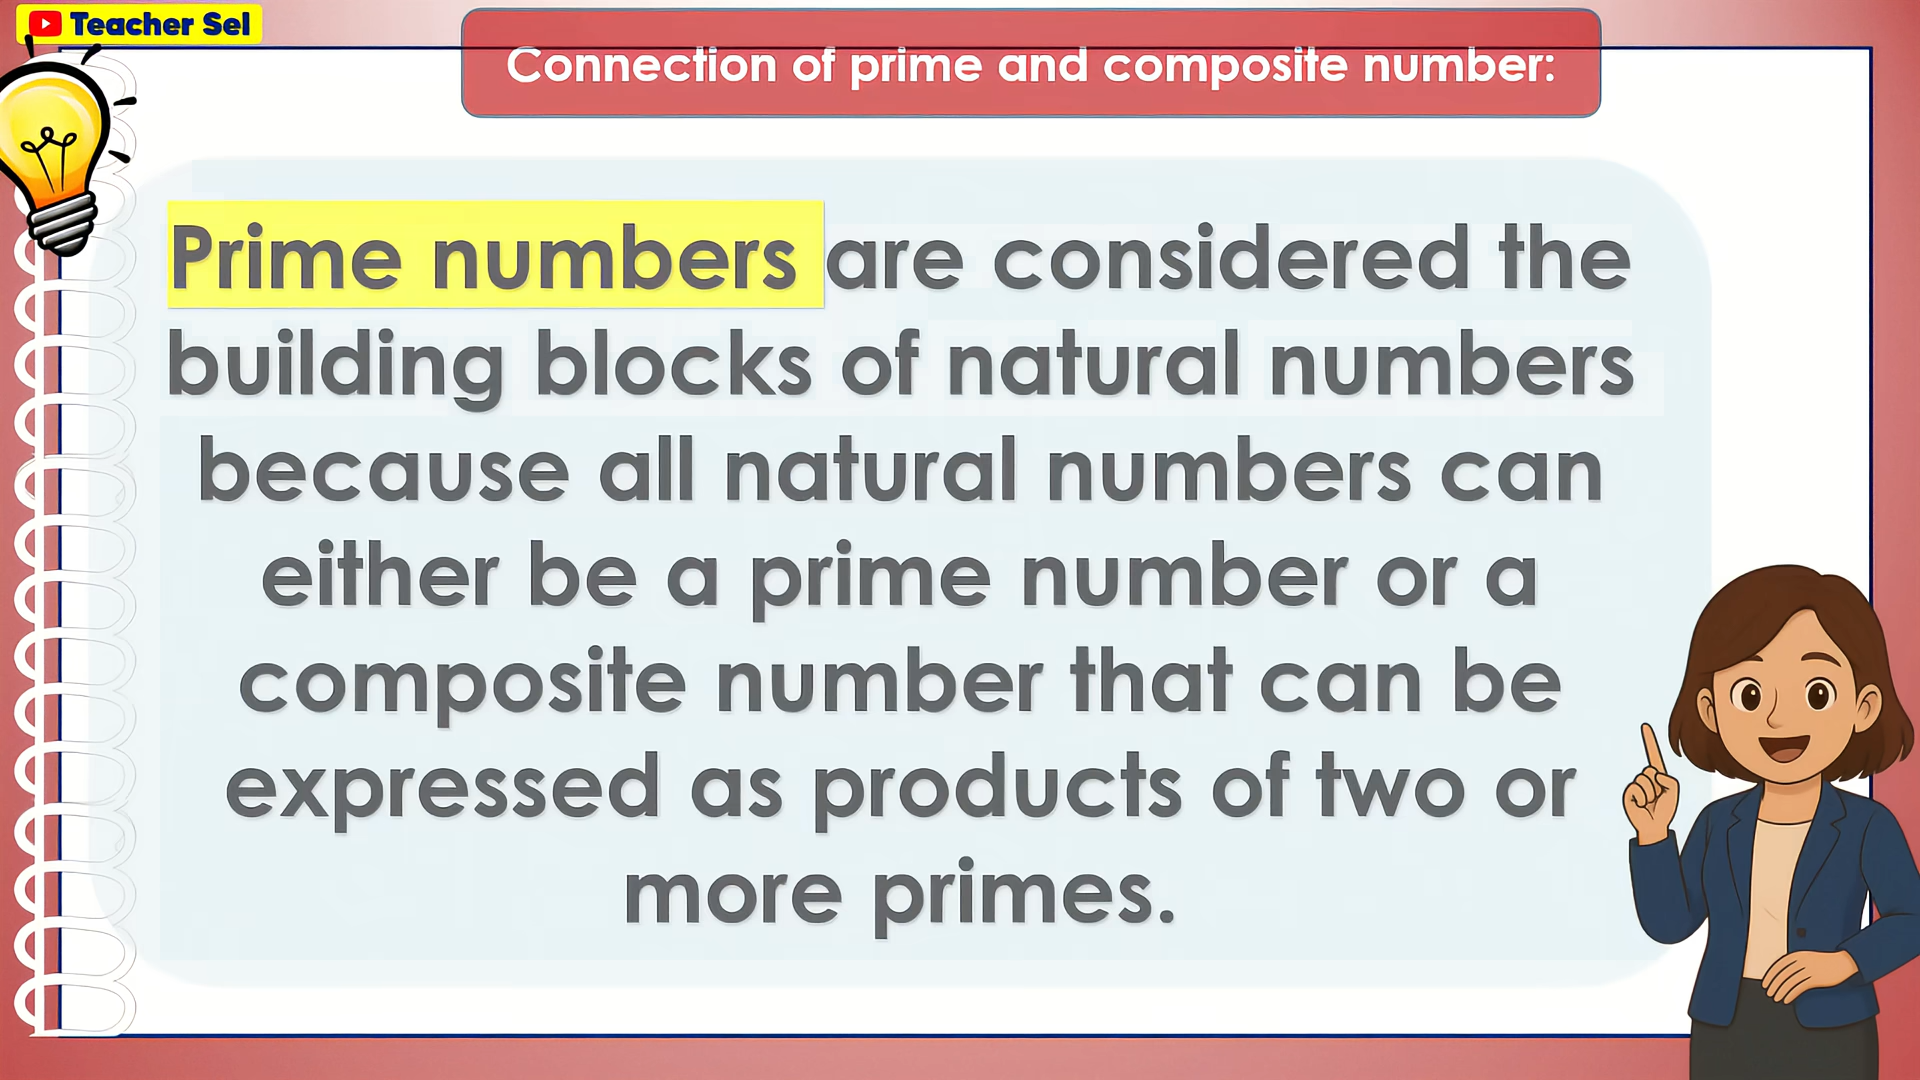 Teacher Sel
Connection of prime and composite number:
Prime numbers are considered the
building blocks of natural numbers
because all natural numbers can
either be a prime number or a
composite number that can be
expressed as products of two or
more primes.